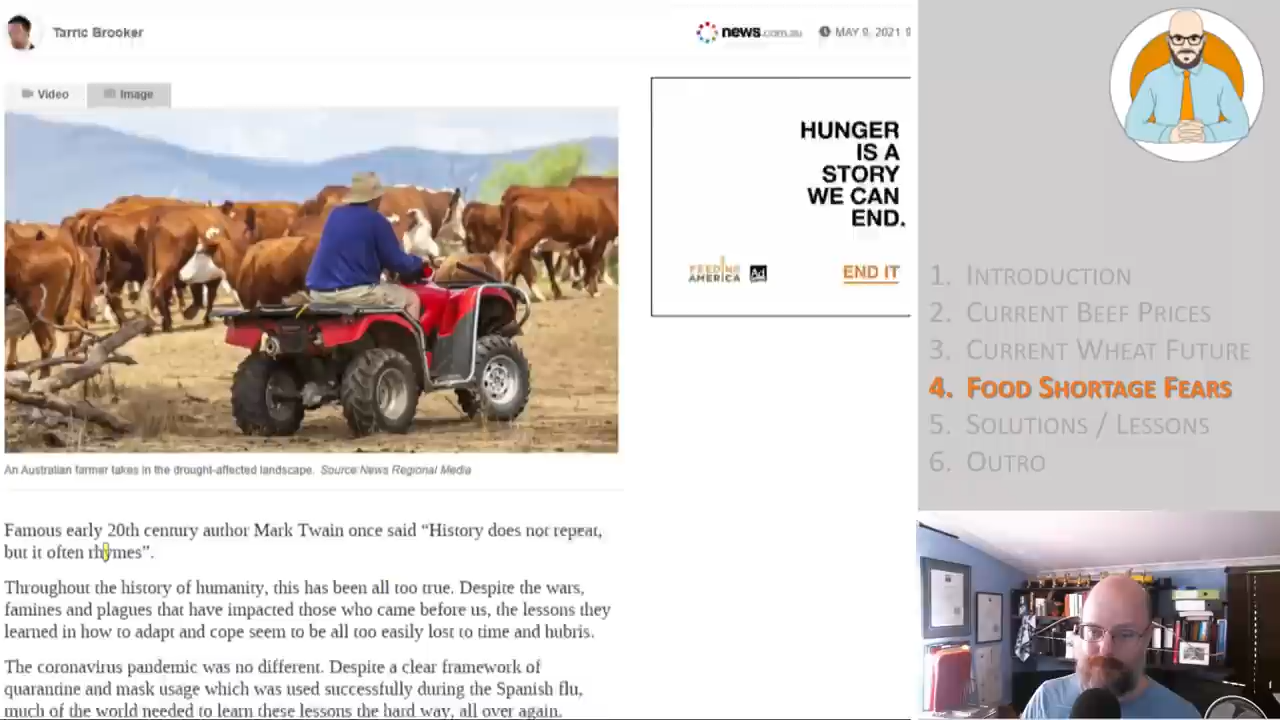 Tarric Brooker
news.com.au
MAY 9, 2021
Video
Image
HUNGER
IS A
STORY
WE CAN
END.
FEEDING
AMERICA
Ad
END IT
An Australian farmer takes in the drought-affected landscape. Source:News Regional Media
Famous early 20th century author Mark Twain once said “History does not repeat,
but it often rhymes”.
Throughout the history of humanity, this has been all too true. Despite the wars,
famines and plagues that have impacted those who came before us, the lessons they
learned in how to adapt and cope seem to be all too easily lost to time and hubris.
The coronavirus pandemic was no different. Despite a clear framework of
quarantine and mask usage which was used successfully during the Spanish flu,
much of the world needed to learn these lessons the hard way, all over again.
1. INTRODUCTION
2. CURRENT BEEF PRICES
3. CURRENT WHEAT FUTURE
4. FOOD SHORTAGE FEARS
5. SOLUTIONS / LESSONS
6. OUTRO